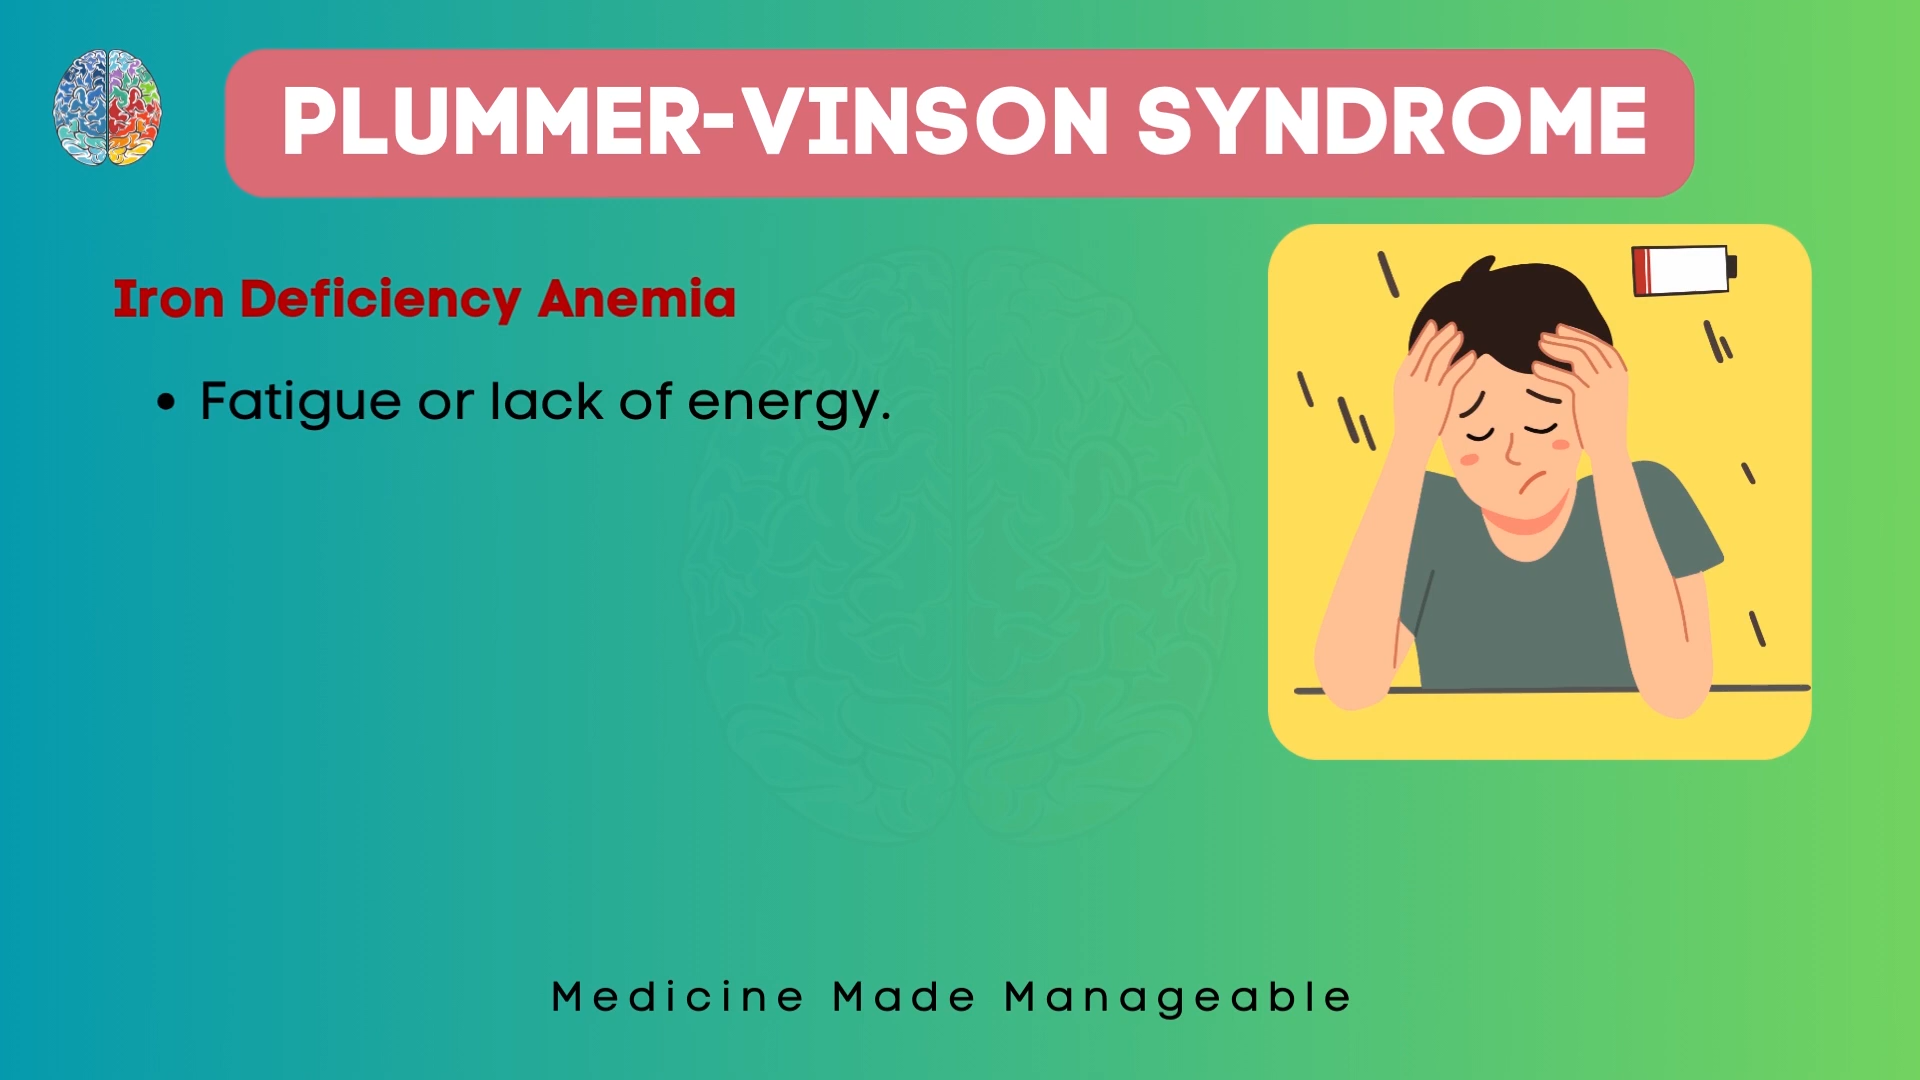 PLUMMER-VINSON SYNDROME
Iron Deficiency Anemia
• Fatigue or lack of energy.
Medicine Made Manageable